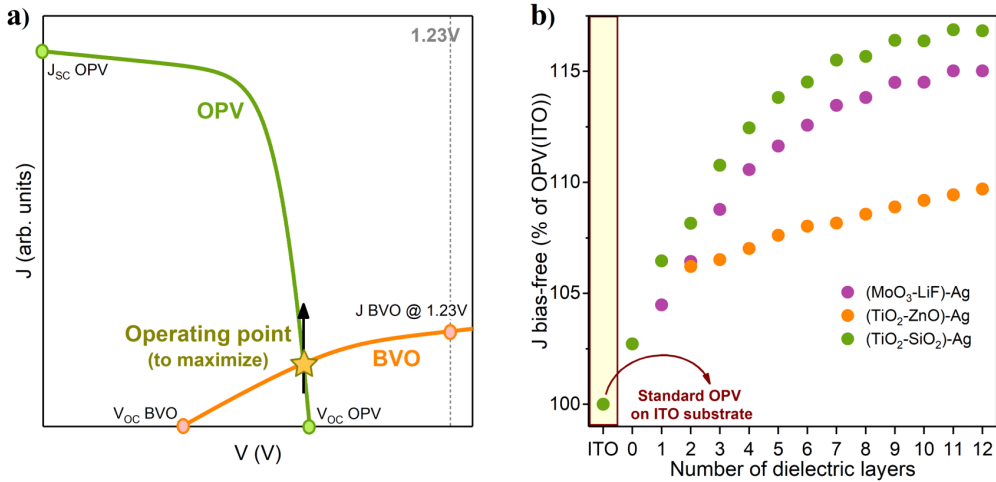 a)
1.23V
J_SC OPV
OPV
J (arb. units)
J BVO @ 1.23V
Operating point
(to maximize)
BVO
V_OC BVO
V_OC OPV
V (V)
b)
J bias-free (% of OPV(ITO))
115
110
105
100
(MoO₃-LiF)-Ag
(TiO₂-ZnO)-Ag
(TiO₂-SiO₂)-Ag
Standard OPV
on ITO substrate
ITO 0 1 2 3 4 5 6 7 8 9 10 11 12
Number of dielectric layers